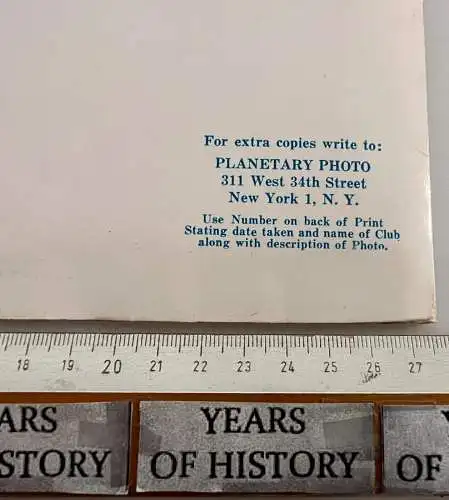 For extra copies write to:
PLANETARY PHOTO
311 West 34th Street
New York 1, N. Y.
Use Number on back of Print
Stating date taken and name of Club
along with description of Photo.
18 19 20 21 22 23 24 25 26 27
ARS YEARS YE
STORY OF HISTORY OF